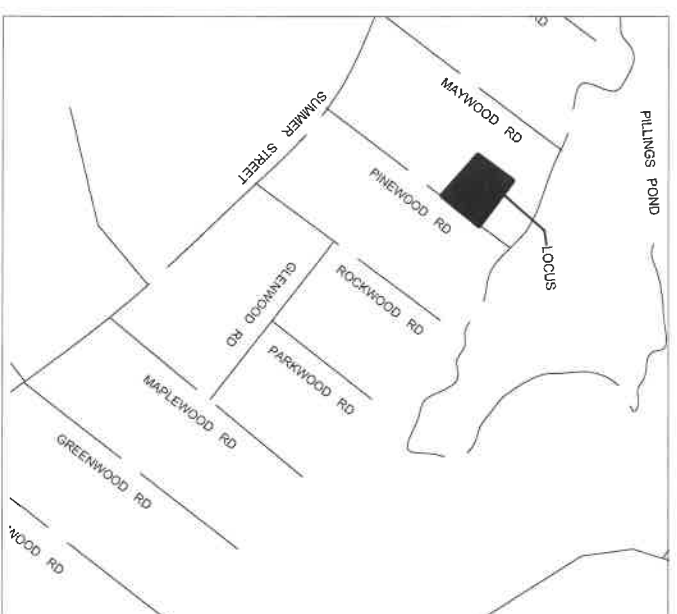 MAYWOOD RD
PILLINGS POND
SUMMER STREET
PINEWOOD RD
LOCUS
GLENWOOD RD
ROCKWOOD RD
PARKWOOD RD
MAPLEWOOD RD
GREENWOOD RD
WOOD RD